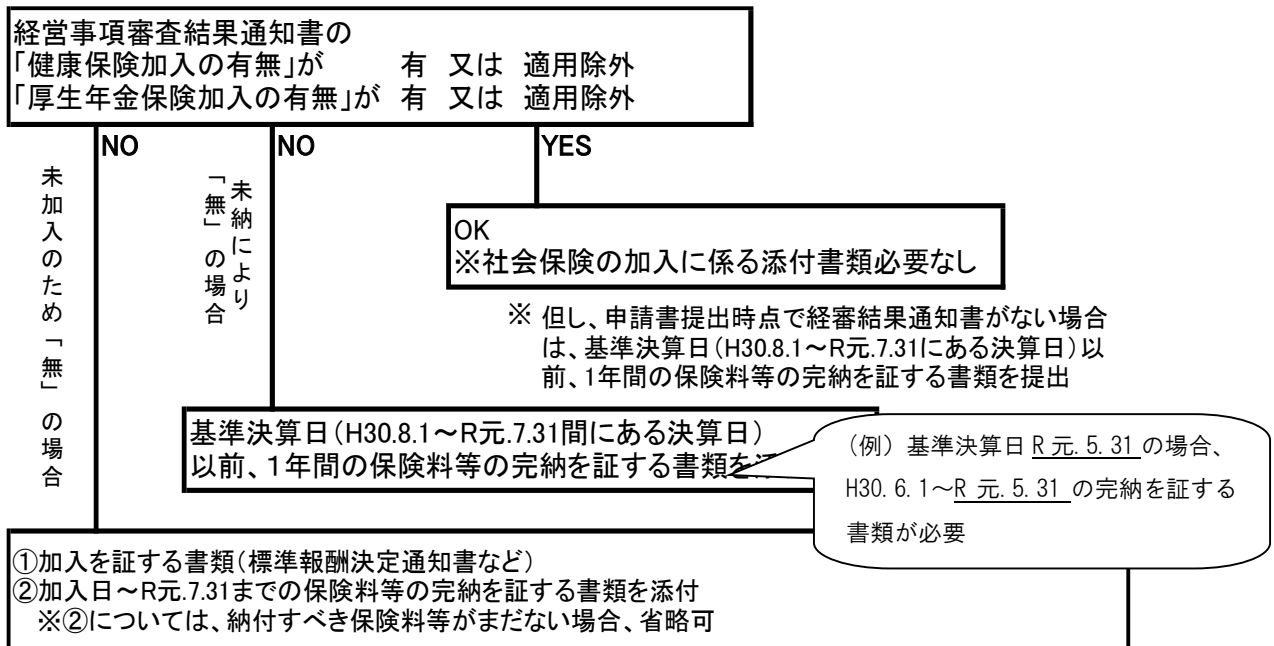 経営事項審査結果通知書の
「健康保険加入の有無」が 有 又は 適用除外
「厚生年金保険加入の有無」が 有 又は 適用除外
NO
NO
YES
未加入のため「無」の場合
未納により
「無」の場合
OK
※社会保険の加入に係る添付書類必要なし
※ 但し、申請書提出時点で経審結果通知書がない場合
は、基準決算日(H30.8.1～R元.7.31にある決算日)以
前、1年間の保険料等の完納を証する書類を提出
基準決算日(H30.8.1～R元.7.31間にある決算日)
以前、1年間の保険料等の完納を証する書類を
(例)基準決算日 R 元.5.31 の場合、
H30.6.1～R 元.5.31 の完納を証する
書類が必要
①加入を証する書類(標準報酬決定通知書など)
②加入日～R元.7.31までの保険料等の完納を証する書類を添付
※②については、納付すべき保険料等がまだない場合、省略可